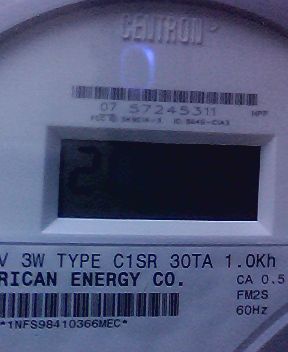 CENTRON
07 57245311
V 3W TYPE C1SR 30TA 1.0Kh
RICAN ENERGY CO.
CA 0.5
FM2S
60Hz
*1NFS98410366MEC*